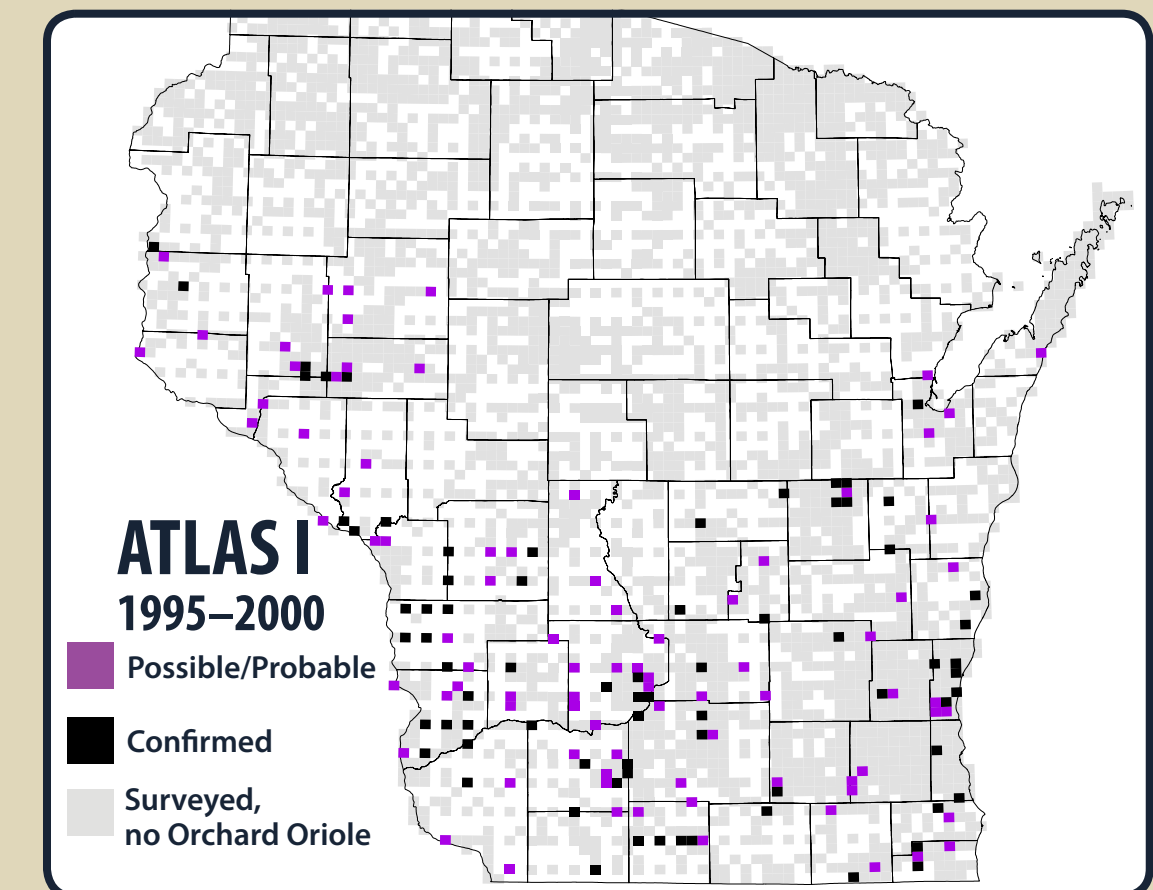 ATLAS I
1995–2000
Possible/Probable
Confirmed
Surveyed,
no Orchard Oriole